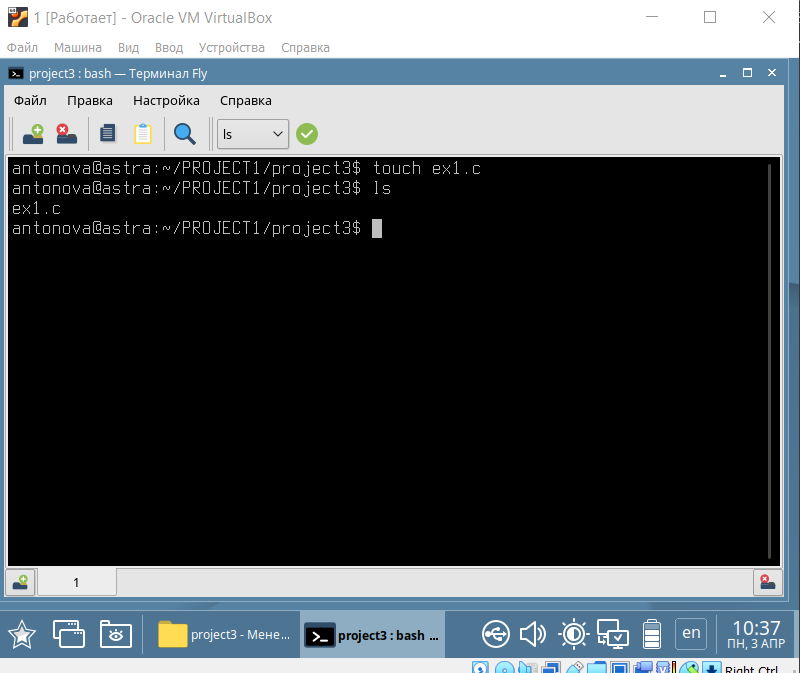 1 [Работает] - Oracle VM VirtualBox
Файл Машина Вид Ввод Устройства Справка
project3 : bash — Терминал Fly
Файл Правка Настройка Справка
ls
antonova@astra:~/PROJECT1/project3$ touch ex1.c
antonova@astra:~/PROJECT1/project3$ ls
ex1.c
antonova@astra:~/PROJECT1/project3$
1
project3 - Мене...
project3 : bash ...
en
10:37
ПН, 3 АПР
Right Ctrl